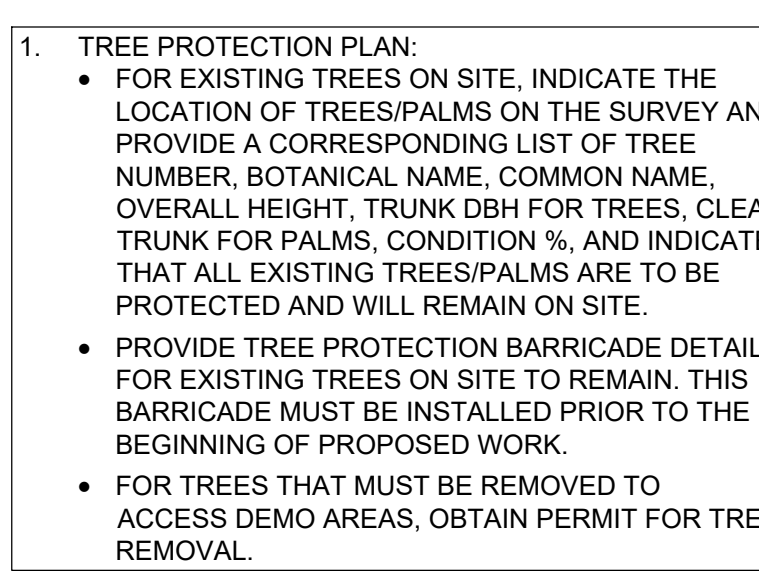 1. TREE PROTECTION PLAN:
• FOR EXISTING TREES ON SITE, INDICATE THE
LOCATION OF TREES/PALMS ON THE SURVEY AN
PROVIDE A CORRESPONDING LIST OF TREE
NUMBER, BOTANICAL NAME, COMMON NAME,
OVERALL HEIGHT, TRUNK DBH FOR TREES, CLEA
TRUNK FOR PALMS, CONDITION %, AND INDICATE
THAT ALL EXISTING TREES/PALMS ARE TO BE
PROTECTED AND WILL REMAIN ON SITE.
• PROVIDE TREE PROTECTION BARRICADE DETAIL
FOR EXISTING TREES ON SITE TO REMAIN. THIS
BARRICADE MUST BE INSTALLED PRIOR TO THE
BEGINNING OF PROPOSED WORK.
• FOR TREES THAT MUST BE REMOVED TO
ACCESS DEMO AREAS, OBTAIN PERMIT FOR TRE
REMOVAL.